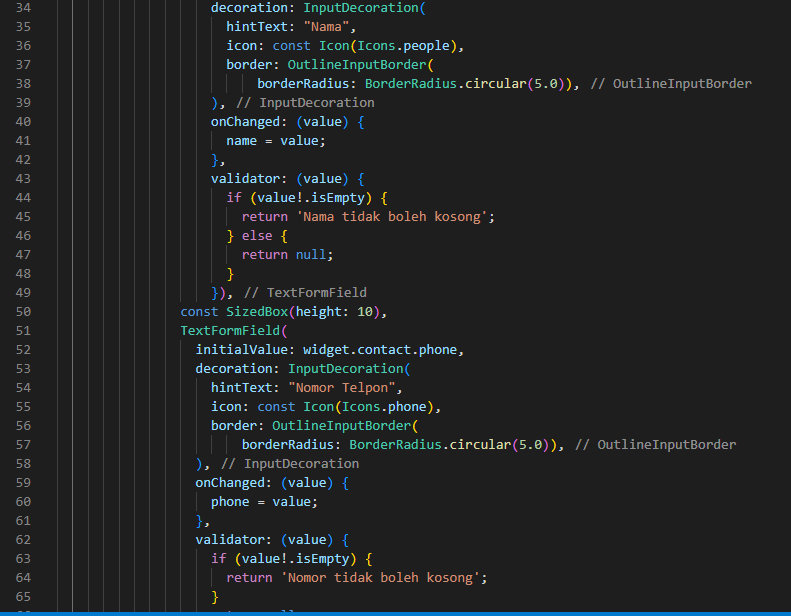 34 decoration: InputDecoration(
35 hintText: "Nama",
36 icon: const Icon(Icons.people),
37 border: OutlineInputBorder(
38 borderRadius: BorderRadius.circular(5.0)), // OutlineInputBorder
39 ), // InputDecoration
40 onChanged: (value) {
41 name = value;
42 },
43 validator: (value) {
44 if (value!.isEmpty) {
45 return 'Nama tidak boleh kosong';
46 } else {
47 return null;
48 }
49 }), // TextFormField
50 const SizedBox(height: 10),
51 TextFormField(
52 initialValue: widget.contact.phone,
53 decoration: InputDecoration(
54 hintText: "Nomor Telpon",
55 icon: const Icon(Icons.phone),
56 border: OutlineInputBorder(
57 borderRadius: BorderRadius.circular(5.0)), // OutlineInputBorder
58 ), // InputDecoration
59 onChanged: (value) {
60 phone = value;
61 },
62 validator: (value) {
63 if (value!.isEmpty) {
64 return 'Nomor tidak boleh kosong';
65 }